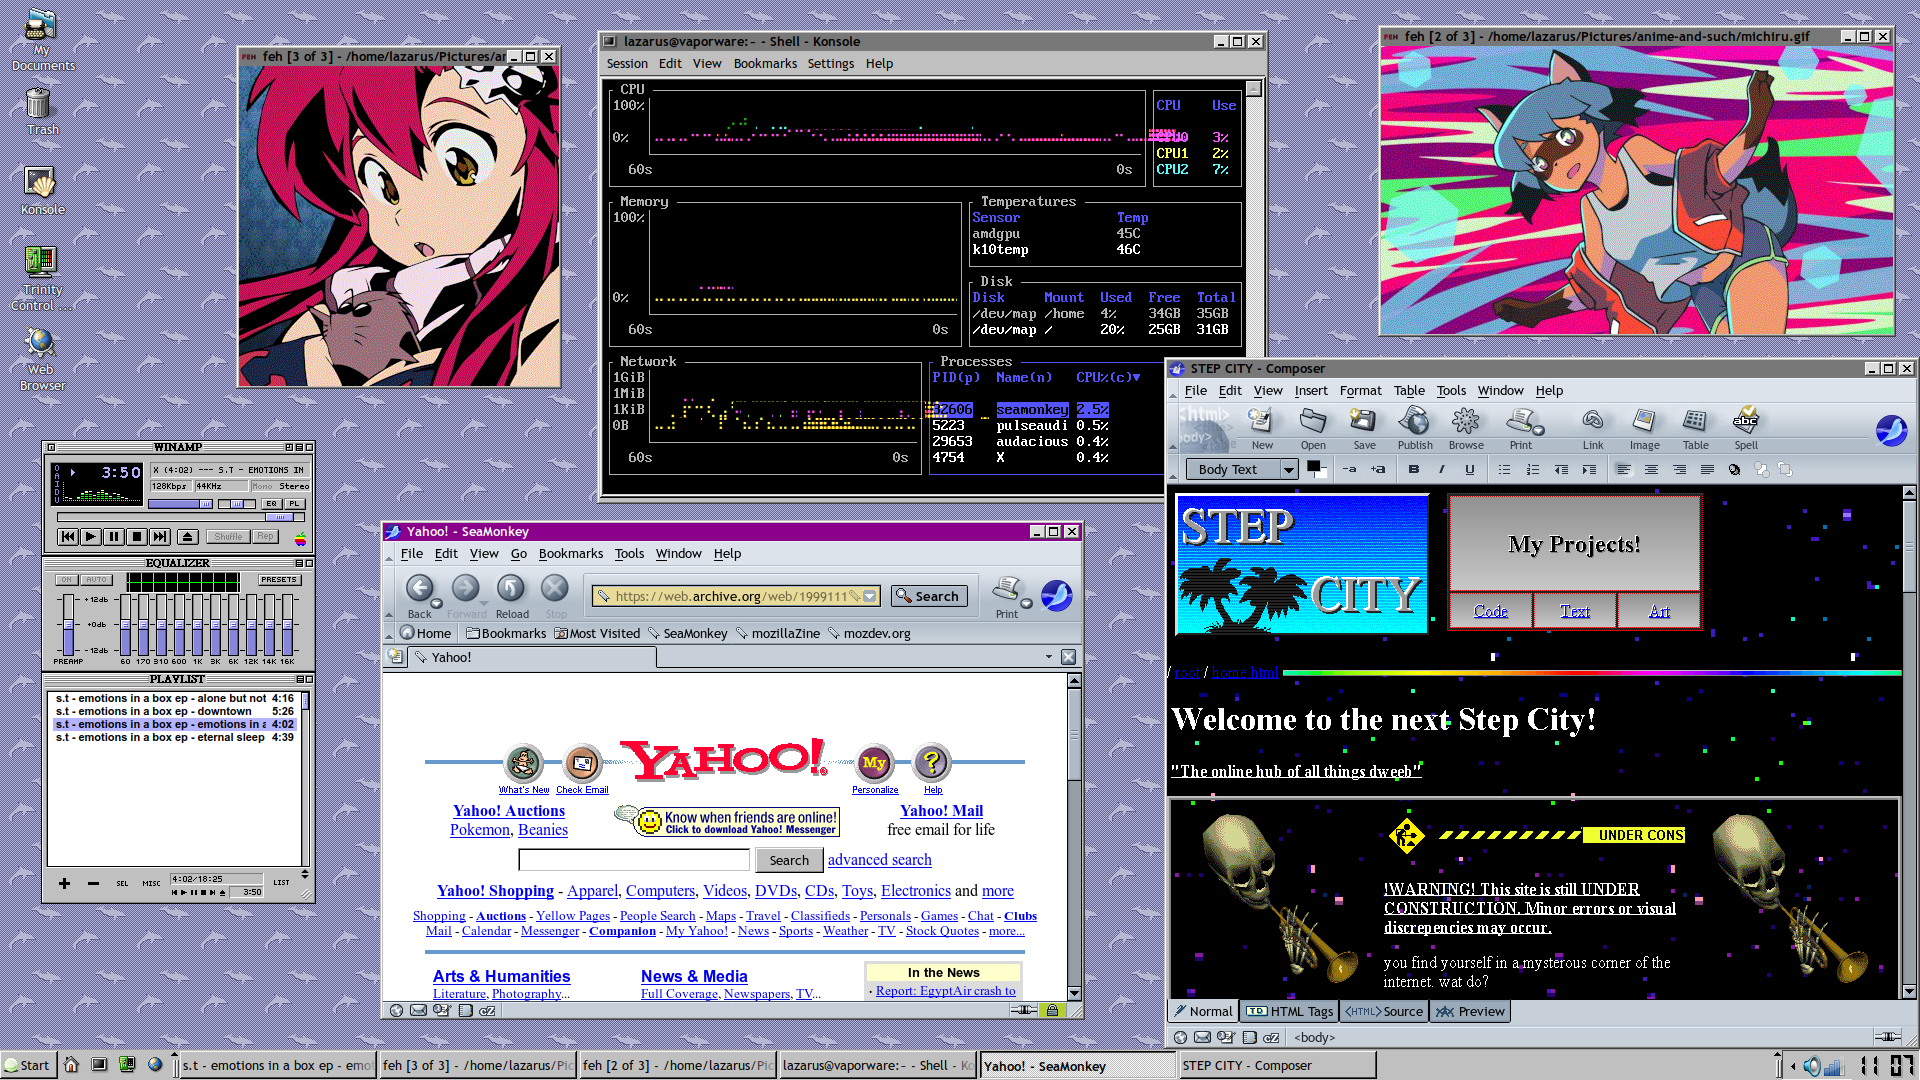 My
Documents
Trash
Konsole
Trinity
Control ...
Web
Browser
feh [3 of 3] - /home/lazarus/Pictures/ar
lazarus@vaporware:~ - Shell - Konsole
Session Edit View Bookmarks Settings Help
CPU
100%
0%
60s 0s
CPU Use
CPU0 3%
CPU1 2%
CPU2 7%
Memory
100%
0%
60s 0s
Temperatures
Sensor Temp
amdgpu 45C
k10temp 46C
Disk
Disk Mount Used Free Total
/dev/map /home 4% 34GB 35GB
/dev/map / 20% 25GB 31GB
Network
1GiB
1MiB
1KiB
0B
60s 0s
Processes
PID(p) Name(n) CPU%(c)▼
32606 seamonkey 2.5%
5223 pulseaudi 0.5%
29653 audacious 0.4%
4754 X 0.4%
feh [2 of 3] - /home/lazarus/Pictures/anime-and-such/michiru.gif
WINAMP
3:50
X (4:02) --- S.T - EMOTIONS IN
128Kbps 44KHz Mono Stereo
EQ PL
Shuffle Rep
EQUALIZER
ON AUTO PRESETS
+12db
+0db
-12db
PREAMP 60 170 310 600 1K 3K 6K 12K 14K 16K
PLAYLIST
s.t - emotions in a box ep - alone but not 4:16
s.t - emotions in a box ep - downtown 5:26
s.t - emotions in a box ep - emotions in a 4:02
s.t - emotions in a box ep - eternal sleep 4:39
SEL MISC 4:02/18:25 LIST
3:50
Yahoo! - SeaMonkey
File Edit View Go Bookmarks Tools Window Help
Back Forward Reload Stop
https://web.archive.org/web/1999111
Search
Print
Home Bookmarks Most Visited SeaMonkey mozillaZine mozdev.org
Yahoo!
YAHOO!
My ?
What's New Check Email Personalize Help
Yahoo! Auctions
Pokemon, Beanies
Know when friends are online!
Click to download Yahoo! Messenger
Yahoo! Mail
free email for life
Search advanced search
Yahoo! Shopping - Apparel, Computers, Videos, DVDs, CDs, Toys, Electronics and more
Shopping - Auctions - Yellow Pages - People Search - Maps - Travel - Classifieds - Personals - Games - Chat - Clubs
Mail - Calendar - Messenger - Companion - My Yahoo! - News - Sports - Weather - TV - Stock Quotes - more...
Arts & Humanities
Literature, Photography...
News & Media
Full Coverage, Newspapers, TV...
In the News
· Report: EgyptAir crash to
STEP CITY - Composer
File Edit View Insert Format Table Tools Window Help
<html>
<body>
New Open Save Publish Browse Print Link Image Table Spell
abc
Body Text -a +a B I U
STEP
CITY
My Projects!
Code Text Art
/ root / home.html
Welcome to the next Step City!
"The online hub of all things dweeb"
UNDER CONS
!WARNING! This site is still UNDER
CONSTRUCTION. Minor errors or visual
discrepencies may occur.
you find yourself in a mysterous corner of the
internet. wat do?
Normal TD HTML Tags <HTML> Source Preview
<body>
Start
s.t - emotions in a box ep - emot
feh [3 of 3] - /home/lazarus/Pic
feh [2 of 3] - /home/lazarus/Pic
lazarus@vaporware:~ - Shell - Ko
Yahoo! - SeaMonkey
STEP CITY - Composer
11 07